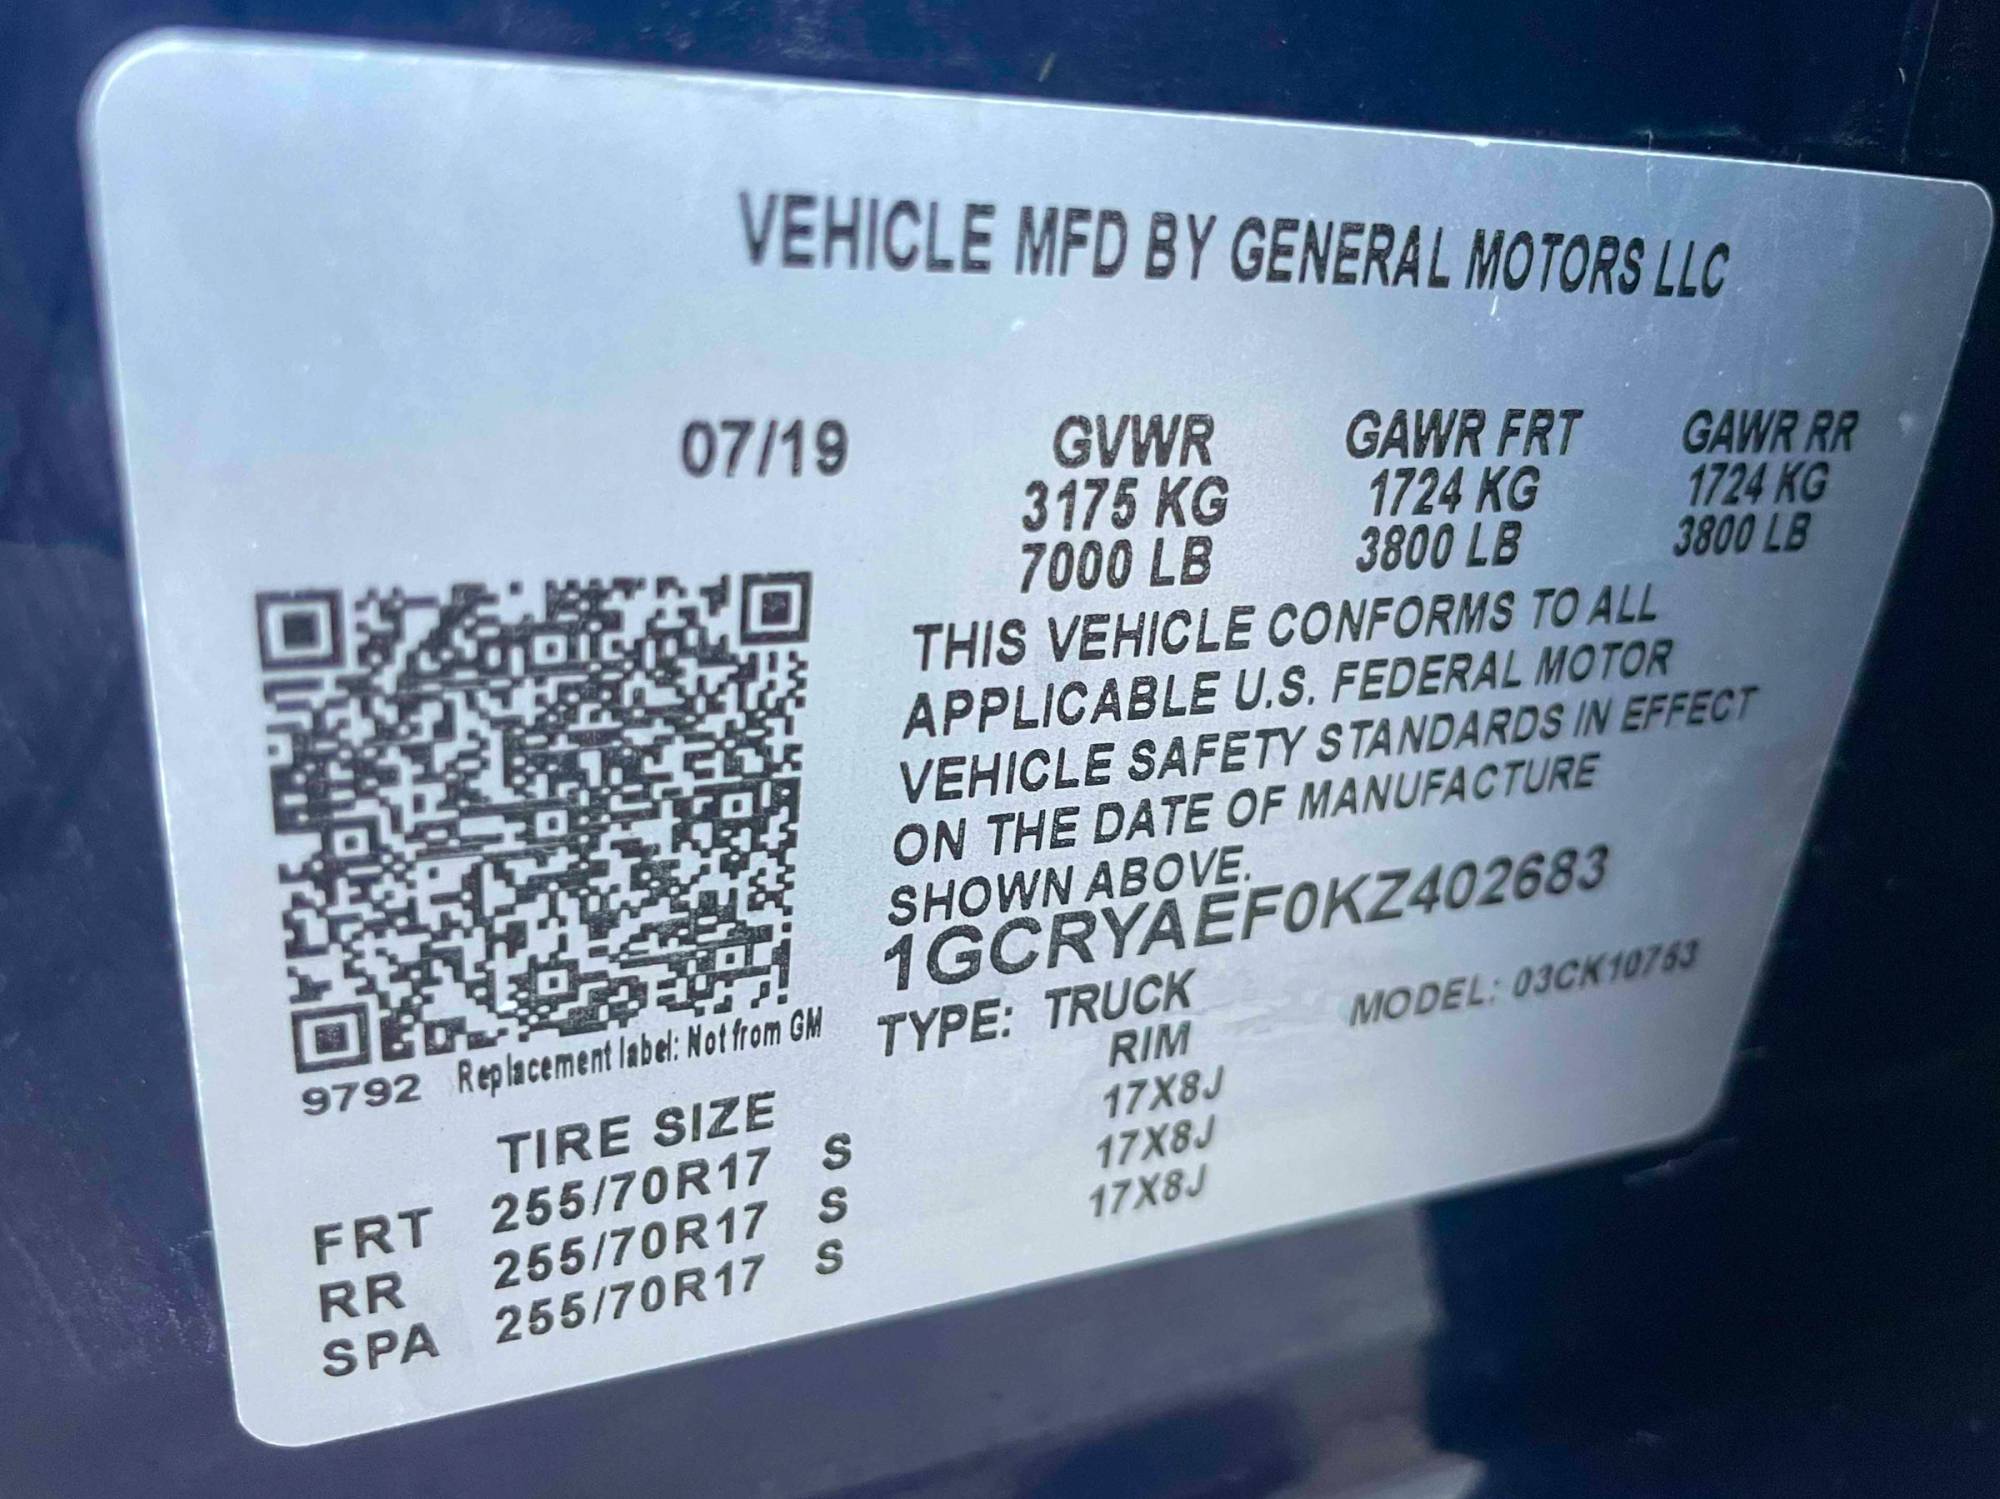 VEHICLE MFD BY GENERAL MOTORS LLC
07/19
GVWR GAWR FRT GAWR RR
3175 KG 1724 KG 1724 KG
7000 LB 3800 LB 3800 LB
THIS VEHICLE CONFORMS TO ALL
APPLICABLE U.S. FEDERAL MOTOR
VEHICLE SAFETY STANDARDS IN EFFECT
ON THE DATE OF MANUFACTURE
SHOWN ABOVE.
1GCRYAEF0KZ402683
TYPE: TRUCK MODEL: 03CK10753
9792 Replacement label: Not from GM
TIRE SIZE RIM
FRT 255/70R17 S 17X8J
RR 255/70R17 S 17X8J
SPA 255/70R17 S 17X8J